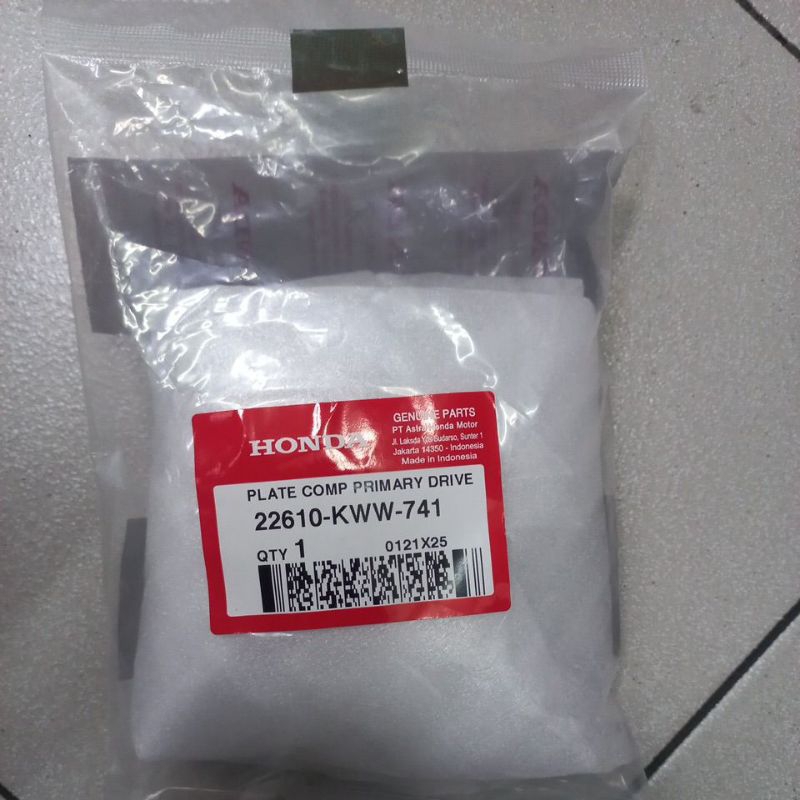 HONDA
GENUINE PARTS
PT Astra Honda Motor
Jl. Laksda Yos Sudarso, Sunter 1
Jakarta 14350 - Indonesia
Made in Indonesia
PLATE COMP PRIMARY DRIVE
22610-KWW-741
QTY 1
0121X25